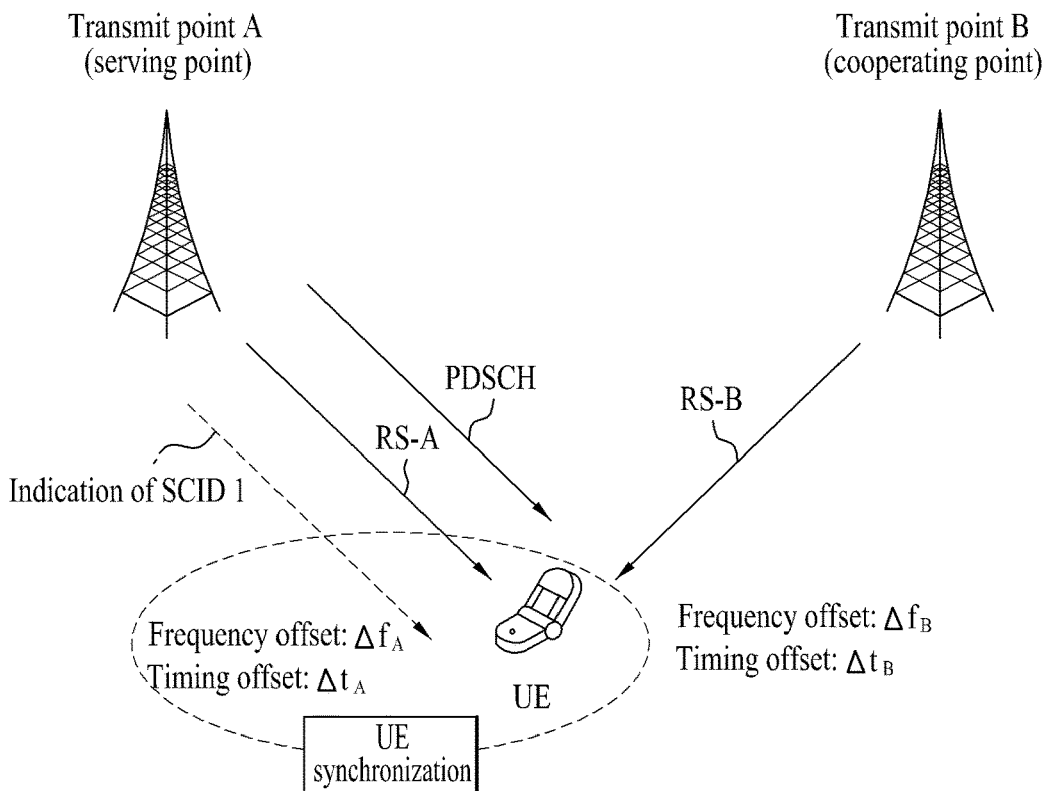 Transmit point A
(serving point)
Transmit point B
(cooperating point)
PDSCH
RS-A
RS-B
Indication of SCID 1
Frequency offset: Δf_A
Timing offset: Δt_A
Frequency offset: Δf_B
Timing offset: Δt_B
UE
UE
synchronization